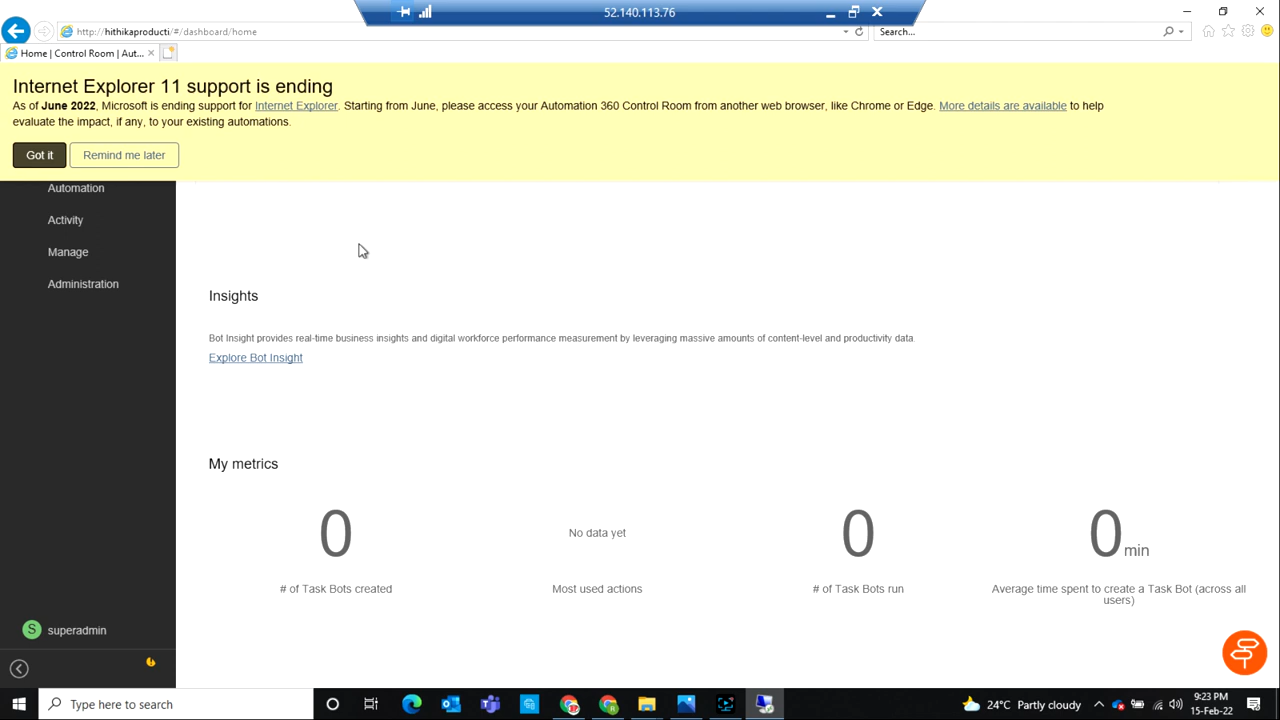 52.140.113.76
http://hithikaproducti/#/dashboard/home
Search...
Home | Control Room | Aut...
Internet Explorer 11 support is ending
As of June 2022, Microsoft is ending support for Internet Explorer. Starting from June, please access your Automation 360 Control Room from another web browser, like Chrome or Edge. More details are available to help
evaluate the impact, if any, to your existing automations.
Got it
Remind me later
Automation
Activity
Manage
Administration
Insights
Bot Insight provides real-time business insights and digital workforce performance measurement by leveraging massive amounts of content-level and productivity data.
Explore Bot Insight
My metrics
0
No data yet
0
0 min
# of Task Bots created
Most used actions
# of Task Bots run
Average time spent to create a Task Bot (across all
users)
S superadmin
Type here to search
24°C Partly cloudy
9:23 PM
15-Feb-22